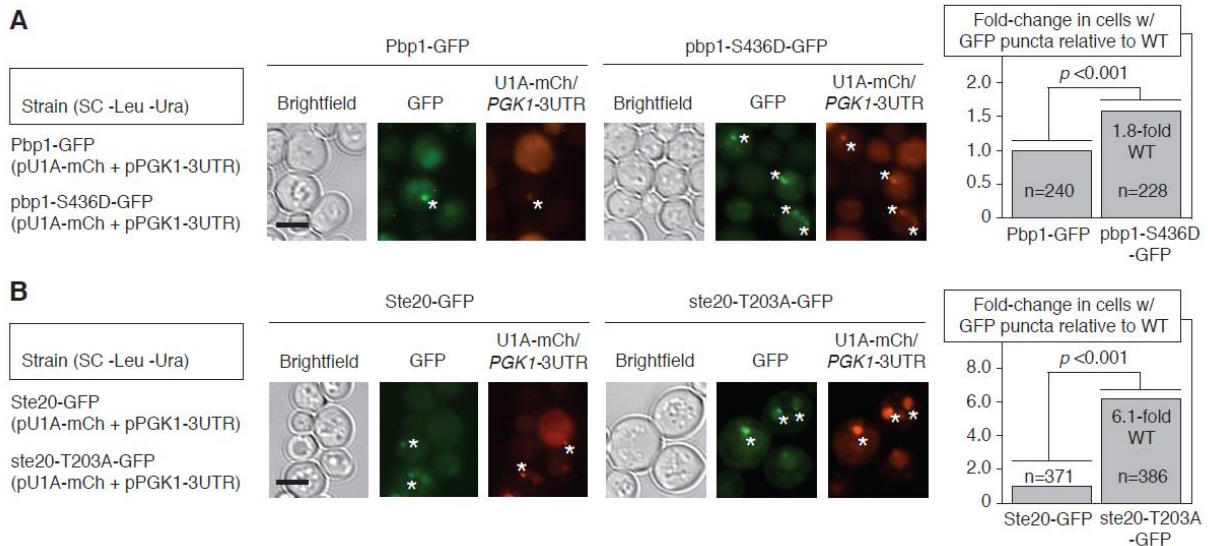 A
Pbp1-GFP
pbp1-S436D-GFP
Fold-change in cells w/
GFP puncta relative to WT
Strain (SC -Leu -Ura)
Brightfield
GFP
U1A-mCh/
PGK1-3UTR
Brightfield
GFP
U1A-mCh/
PGK1-3UTR
Pbp1-GFP
(pU1A-mCh + pPGK1-3UTR)
pbp1-S436D-GFP
(pU1A-mCh + pPGK1-3UTR)
*
*
*
*
*
*
*
*
2.0
1.5
1.0
0.5
0
p <0.001
1.8-fold
WT
n=240
n=228
Pbp1-GFP
pbp1-S436D
-GFP
B
Ste20-GFP
ste20-T203A-GFP
Fold-change in cells w/
GFP puncta relative to WT
Strain (SC -Leu -Ura)
Brightfield
GFP
U1A-mCh/
PGK1-3UTR
Brightfield
GFP
U1A-mCh/
PGK1-3UTR
Ste20-GFP
(pU1A-mCh + pPGK1-3UTR)
ste20-T203A-GFP
(pU1A-mCh + pPGK1-3UTR)
*
*
*
*
*
*
*
*
*
*
8.0
6.0
4.0
2.0
0
p <0.001
6.1-fold
WT
n=371
n=386
Ste20-GFP
ste20-T203A
-GFP